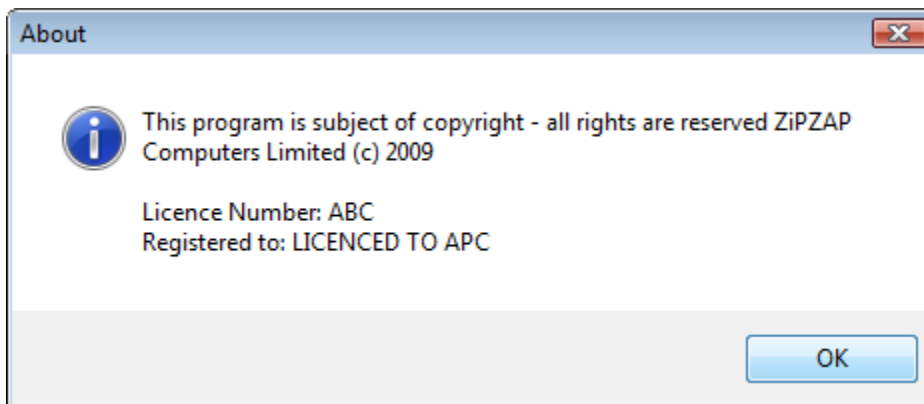 About
This program is subject of copyright - all rights are reserved ZiPZAP
Computers Limited (c) 2009
Licence Number: ABC
Registered to: LICENCED TO APC
OK